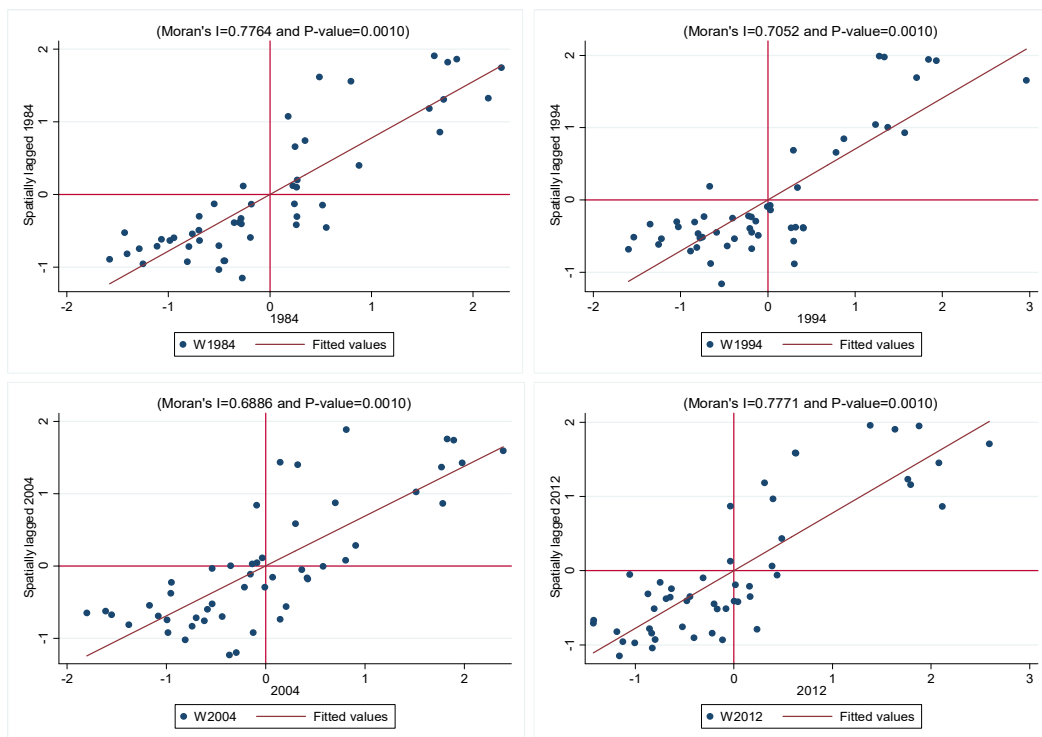 (Moran's I=0.7764 and P-value=0.0010)
Spatially lagged 1984
2
1
0
-1
-2
-1
0
1
2
1984
W1984
Fitted values
(Moran's I=0.7052 and P-value=0.0010)
Spatially lagged 1994
2
1
0
-1
-2
-1
0
1
2
3
1994
W1994
Fitted values
(Moran's I=0.6886 and P-value=0.0010)
Spatially lagged 2004
2
1
0
-1
-2
-1
0
1
2
2004
W2004
Fitted values
(Moran's I=0.7771 and P-value=0.0010)
Spatially lagged 2012
2
1
0
-1
-1
0
1
2
3
2012
W2012
Fitted values